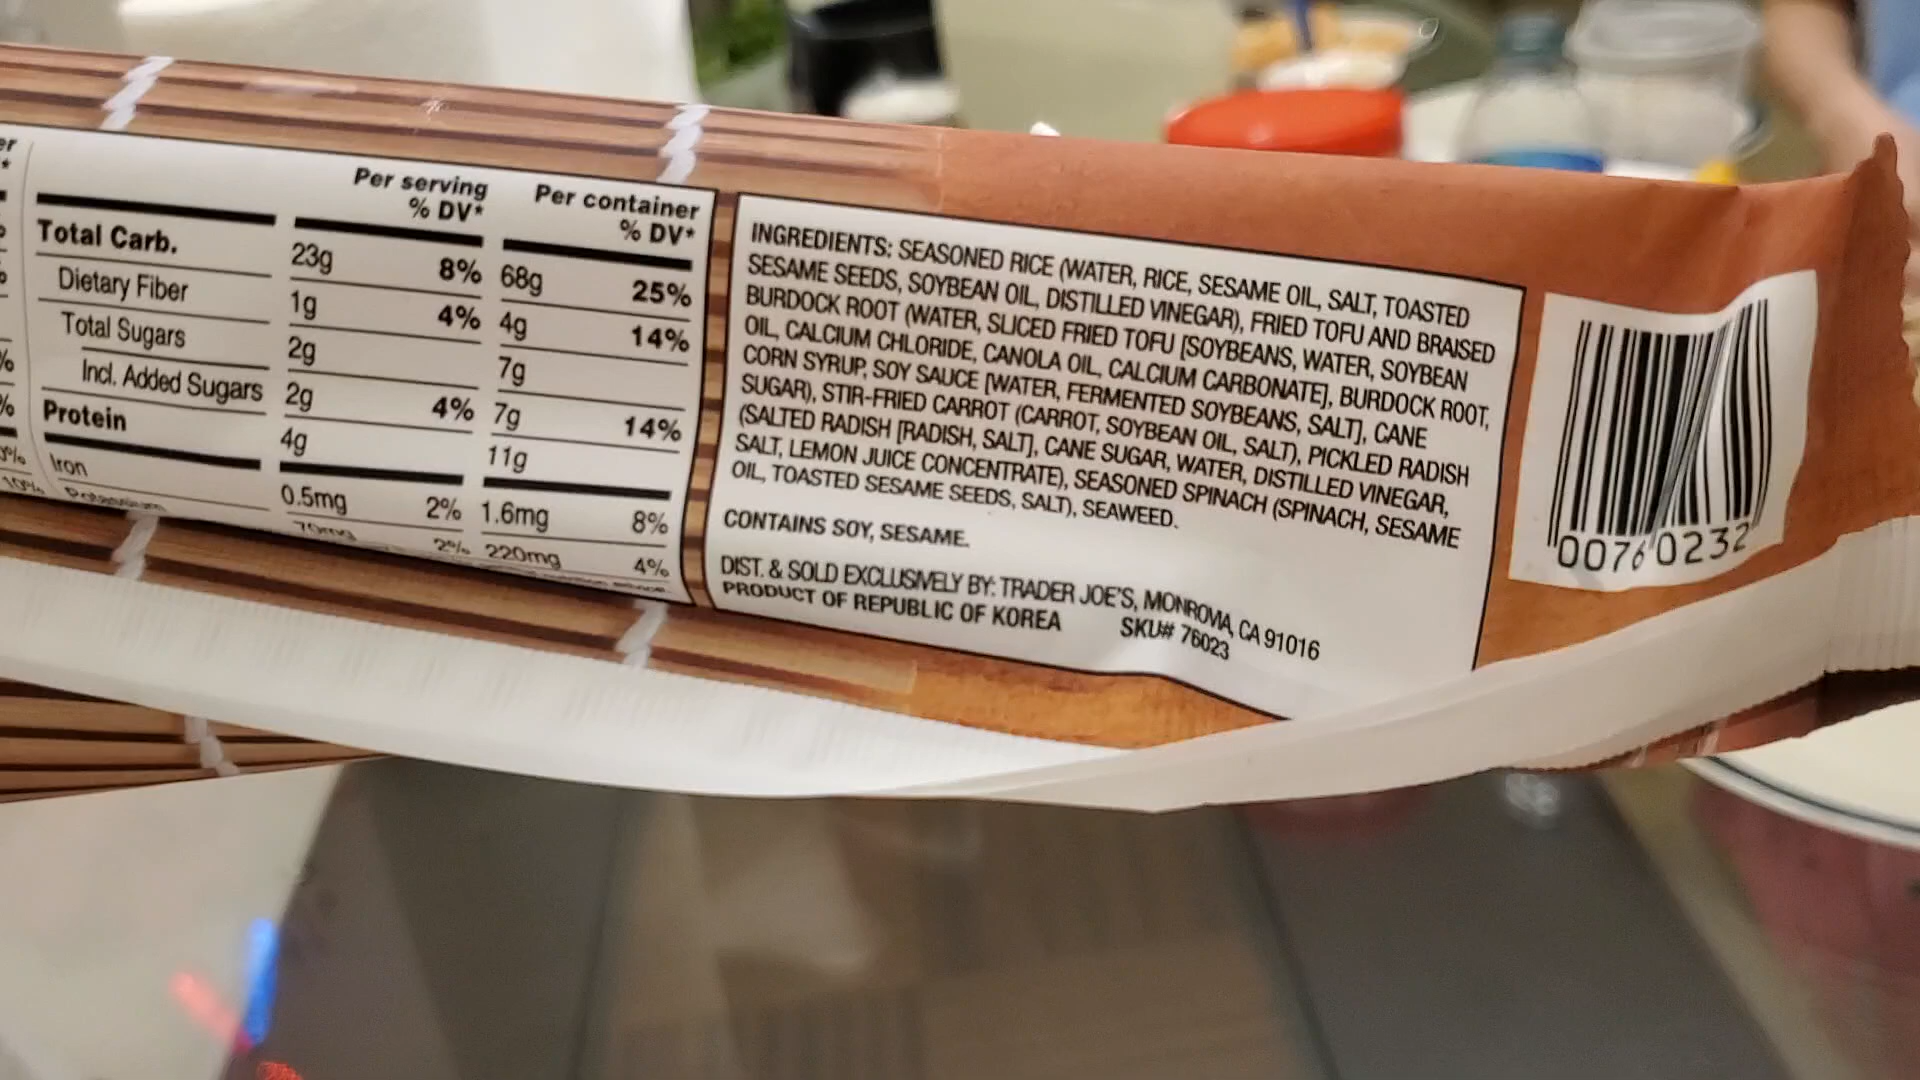 er
*
Per serving Per container
% DV* % DV*
Total Carb. 23g 8% 68g 25%
Dietary Fiber 1g 4% 4g 14%
Total Sugars 2g 7g
Incl. Added Sugars 2g 4% 7g 14%
Protein 4g 11g
Iron 0.5mg 2% 1.6mg 8%
10% Potassium 70mg 2% 220mg 4%
INGREDIENTS: SEASONED RICE (WATER, RICE, SESAME OIL, SALT, TOASTED
SESAME SEEDS, SOYBEAN OIL, DISTILLED VINEGAR), FRIED TOFU AND BRAISED
BURDOCK ROOT (WATER, SLICED FRIED TOFU [SOYBEANS, WATER, SOYBEAN
OIL, CALCIUM CHLORIDE, CANOLA OIL, CALCIUM CARBONATE], BURDOCK ROOT,
CORN SYRUP, SOY SAUCE [WATER, FERMENTED SOYBEANS, SALT], CANE
SUGAR), STIR-FRIED CARROT (CARROT, SOYBEAN OIL, SALT), PICKLED RADISH
(SALTED RADISH [RADISH, SALT], CANE SUGAR, WATER, DISTILLED VINEGAR,
SALT, LEMON JUICE CONCENTRATE), SEASONED SPINACH (SPINACH, SESAME
OIL, TOASTED SESAME SEEDS, SALT), SEAWEED.
CONTAINS SOY, SESAME.
DIST. & SOLD EXCLUSIVELY BY: TRADER JOE'S, MONROVIA, CA 91016
PRODUCT OF REPUBLIC OF KOREA SKU# 76023
0076 0232